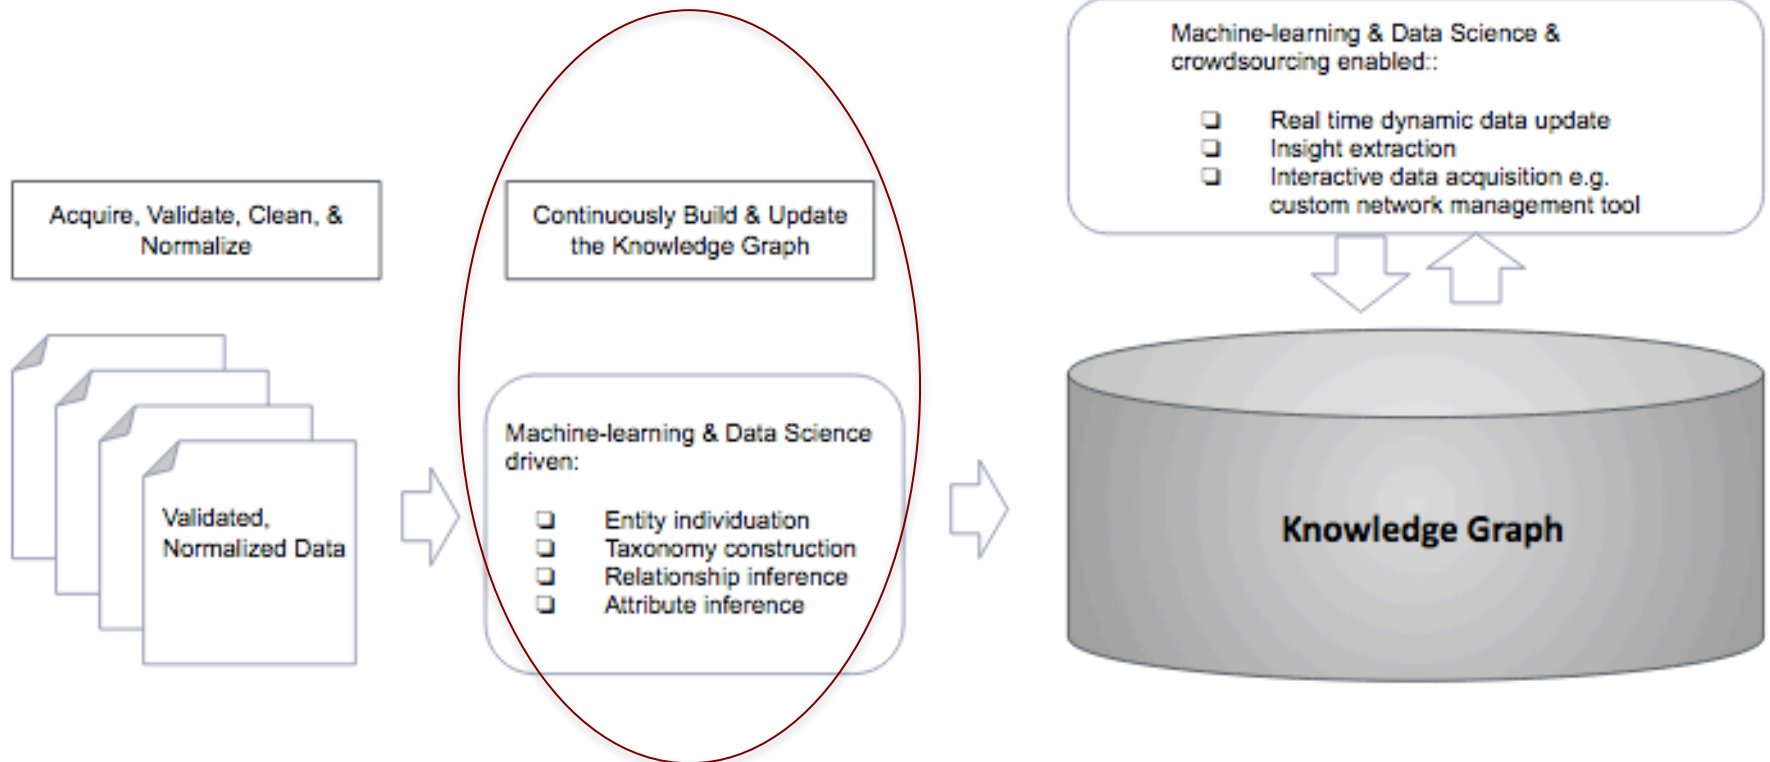 Acquire, Validate, Clean, &
Normalize
Validated,
Normalized Data
Continuously Build & Update
the Knowledge Graph
Machine-learning & Data Science
driven:
❑ Entity individuation
❑ Taxonomy construction
❑ Relationship inference
❑ Attribute inference
Machine-learning & Data Science &
crowdsourcing enabled::
❑ Real time dynamic data update
❑ Insight extraction
❑ Interactive data acquisition e.g.
custom network management tool
Knowledge Graph